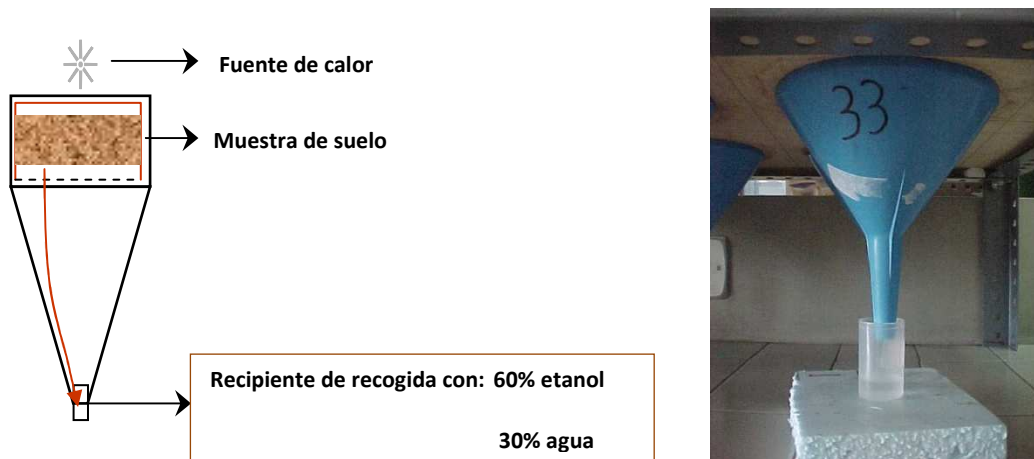 Fuente de calor
Muestra de suelo
Recipiente de recogida con: 60% etanol
30% agua
33